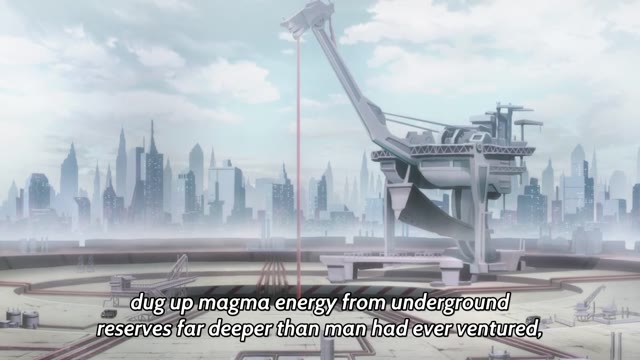 dug up magma energy from underground
reserves far deeper than man had ever ventured,